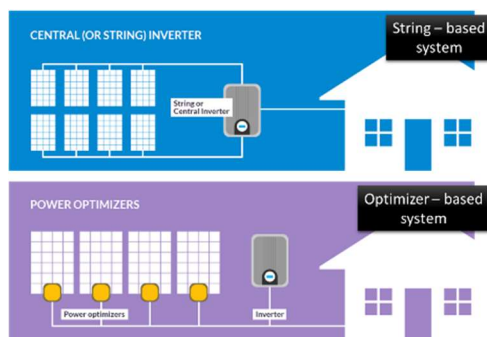 CENTRAL (OR STRING) INVERTER
String – based
system
String or
Central Inverter
POWER OPTIMIZERS
Optimizer – based
system
Power optimizers
Inverter